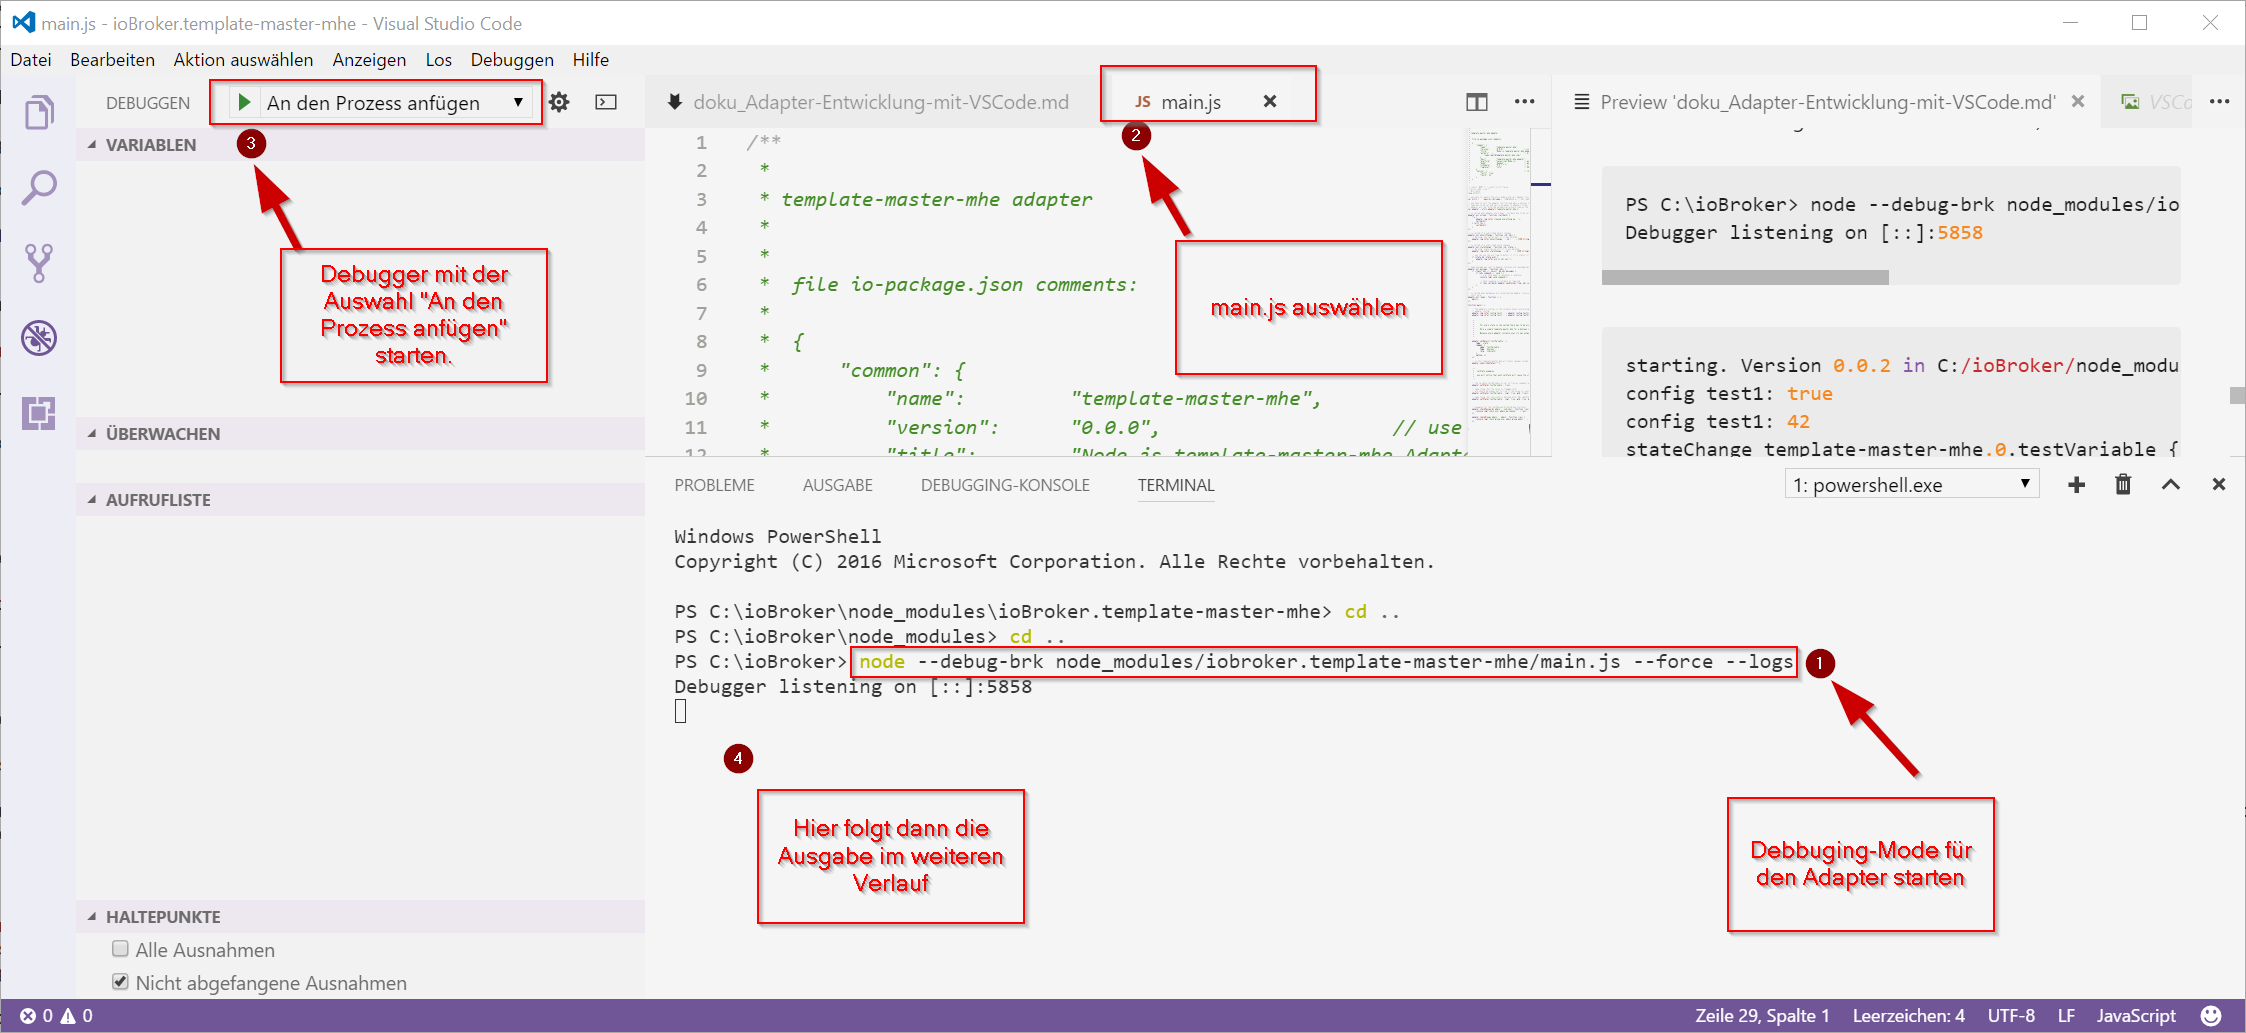 main.js - ioBroker.template-master-mhe - Visual Studio Code
Datei Bearbeiten Aktion auswählen Anzeigen Los Debuggen Hilfe
DEBUGGEN An den Prozess anfügen
VARIABLEN
3
Debugger mit der
Auswahl "An den
Prozess anfügen"
starten.
ÜBERWACHEN
AUFRUFLISTE
HALTEPUNKTE
Alle Ausnahmen
Nicht abgefangene Ausnahmen
doku_Adapter-Entwicklung-mit-VSCode.md JS main.js
2
main.js auswählen
1 /**
2 *
3 * template-master-mhe adapter
4 *
5 *
6 * file io-package.json comments:
7 *
8 * {
9 * "common": {
10 * "name": "template-master-mhe",
11 * "version": "0.0.0", // use
12 * "title": "Node.js template-master-mhe Adapte
Preview 'doku_Adapter-Entwicklung-mit-VSCode.md' VSCo
PS C:\ioBroker> node --debug-brk node_modules/io
Debugger listening on [::]:5858
starting. Version 0.0.2 in C:/ioBroker/node_modu
config test1: true
config test1: 42
stateChange template-master-mhe.0.testVariable {
PROBLEME AUSGABE DEBUGGING-KONSOLE TERMINAL 1: powershell.exe
Windows PowerShell
Copyright (C) 2016 Microsoft Corporation. Alle Rechte vorbehalten.
PS C:\ioBroker\node_modules\ioBroker.template-master-mhe> cd ..
PS C:\ioBroker\node_modules> cd ..
PS C:\ioBroker> node --debug-brk node_modules/iobroker.template-master-mhe/main.js --force --logs
1
Debugger listening on [::]:5858
4
Hier folgt dann die
Ausgabe im weiteren
Verlauf
Debbuging-Mode für
den Adapter starten
0 0 Zeile 29, Spalte 1 Leerzeichen: 4 UTF-8 LF JavaScript